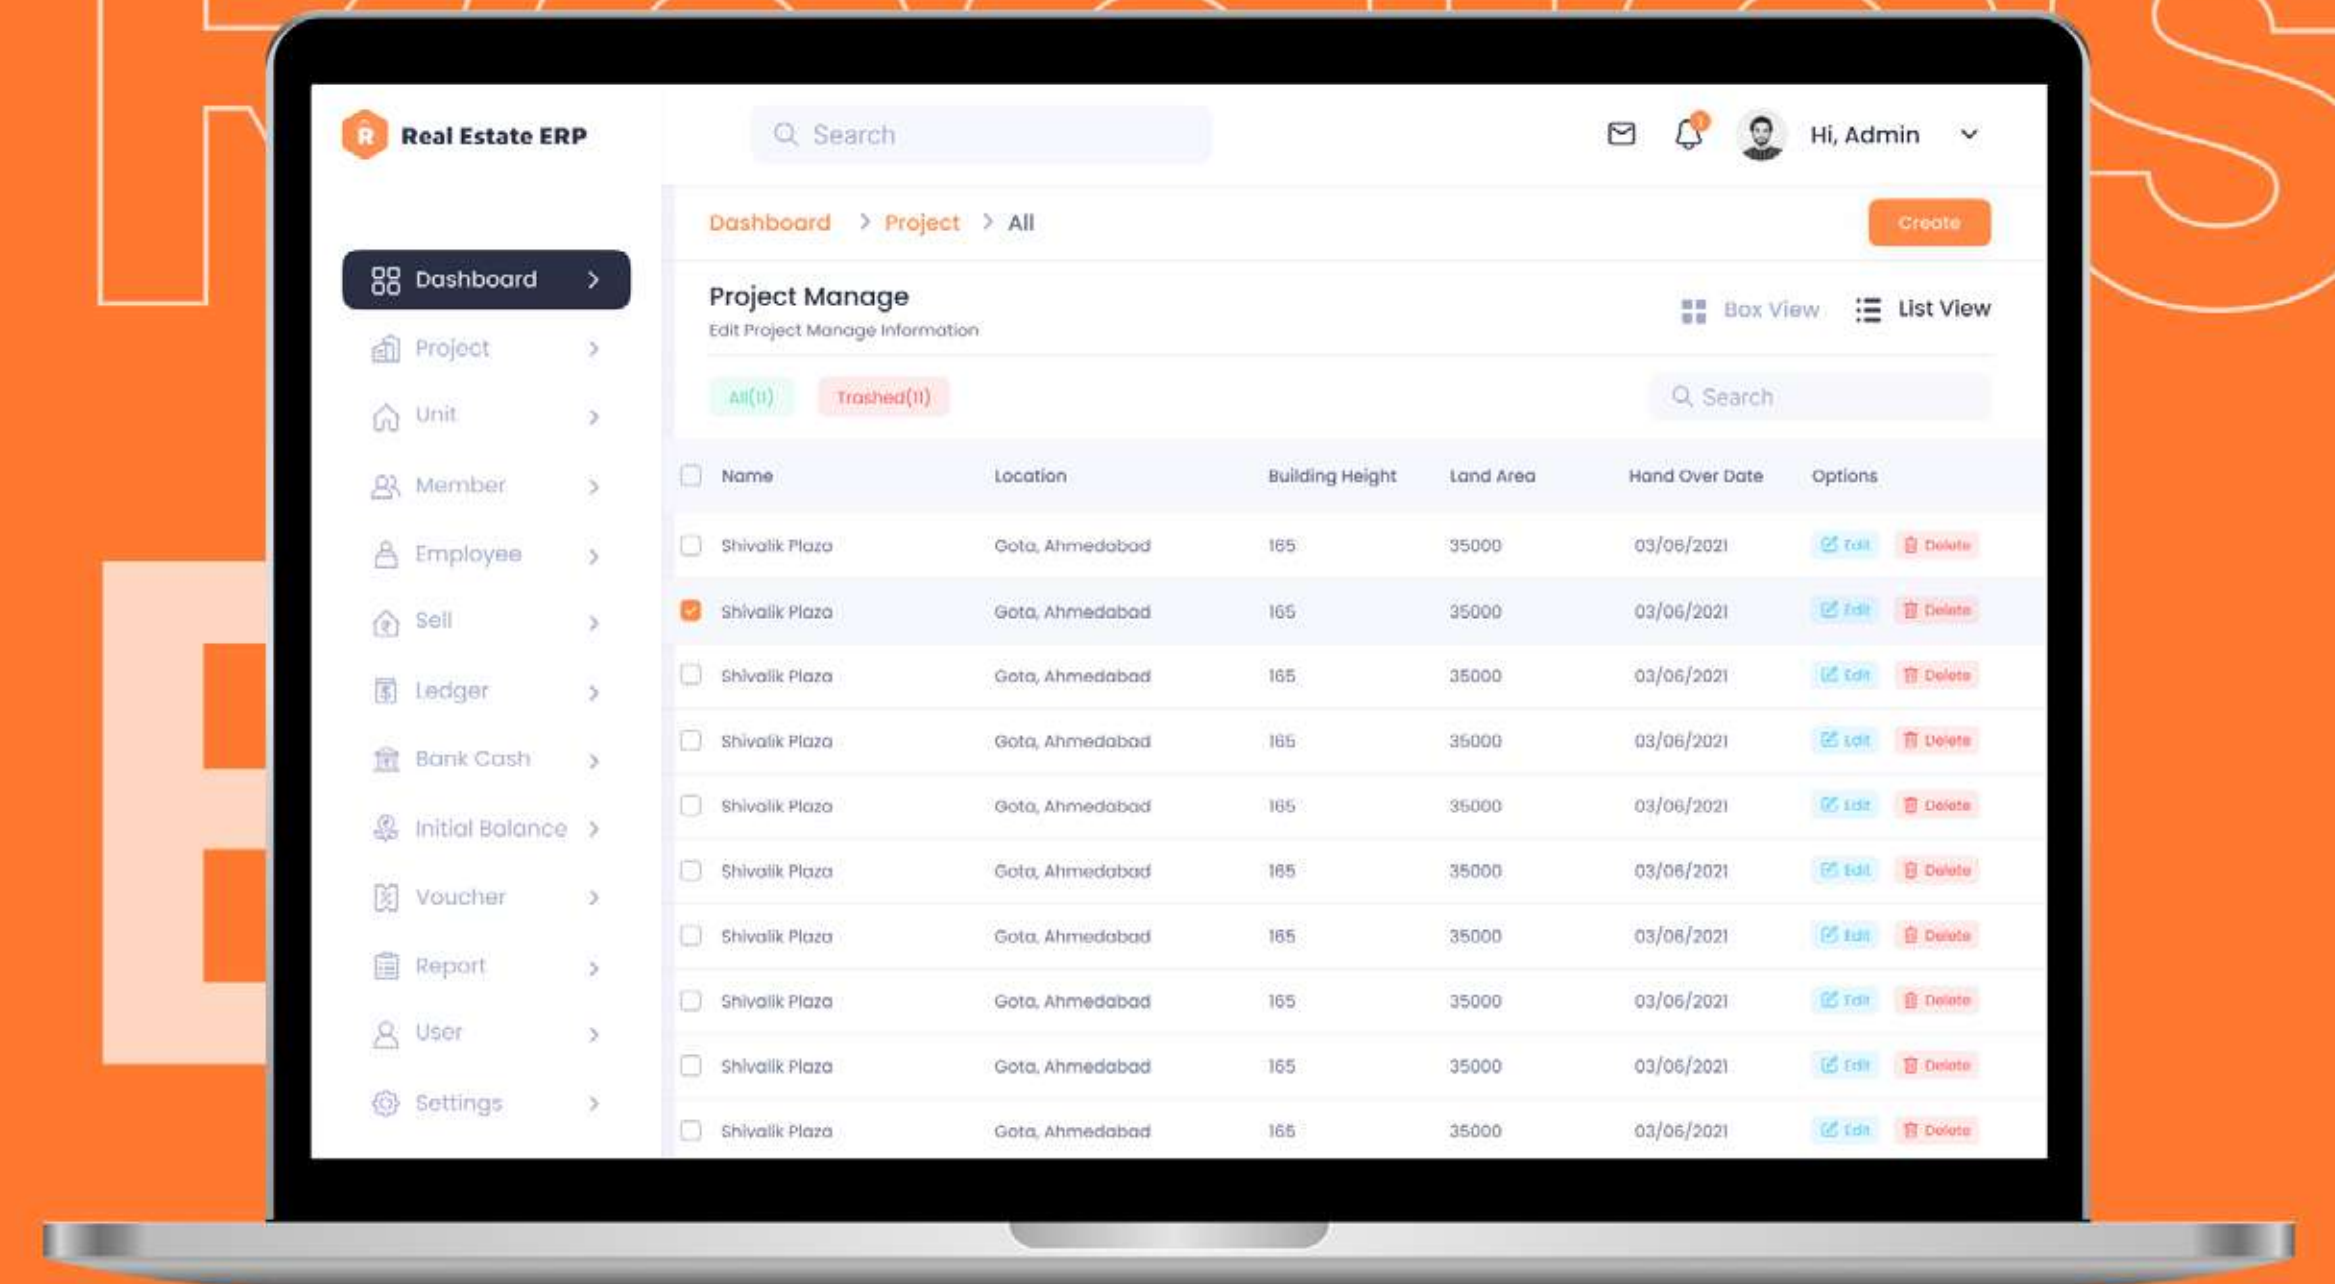 Real Estate ERP
Search
Hi, Admin
Dashboard > Project > All
Create
Dashboard
Project
Unit
Member
Employee
Sell
Ledger
Bank Cash
Initial Balance
Voucher
Report
User
Settings
Project Manage
Edit Project Manage Information
Box View List View
All(11) Trashed(11) Search
Name Location Building Height Land Area Hand Over Date Options
Shivalik Plaza Gota, Ahmedabad 165 35000 03/06/2021 Edit Delete
Shivalik Plaza Gota, Ahmedabad 165 35000 03/06/2021 Edit Delete
Shivalik Plaza Gota, Ahmedabad 165 35000 03/06/2021 Edit Delete
Shivalik Plaza Gota, Ahmedabad 165 35000 03/06/2021 Edit Delete
Shivalik Plaza Gota, Ahmedabad 165 35000 03/06/2021 Edit Delete
Shivalik Plaza Gota, Ahmedabad 165 35000 03/06/2021 Edit Delete
Shivalik Plaza Gota, Ahmedabad 165 35000 03/06/2021 Edit Delete
Shivalik Plaza Gota, Ahmedabad 165 35000 03/06/2021 Edit Delete
Shivalik Plaza Gota, Ahmedabad 165 35000 03/06/2021 Edit Delete
Shivalik Plaza Gota, Ahmedabad 165 35000 03/06/2021 Edit Delete